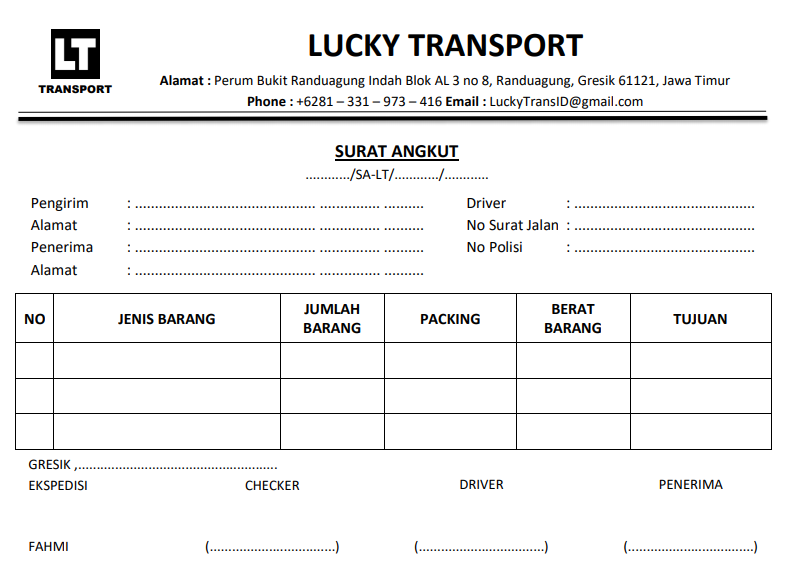 LT
TRANSPORT
LUCKY TRANSPORT
Alamat : Perum Bukit Randuagung Indah Blok AL 3 no 8, Randuagung, Gresik 61121, Jawa Timur
Phone : +6281 – 331 – 973 – 416 Email : LuckyTransID@gmail.com
SURAT ANGKUT
............/SA-LT/............/............
Pengirim : ................................................ ................ ........... Driver : ................................................
Alamat : ................................................ ................ ........... No Surat Jalan : ................................................
Penerima : ................................................ ................ ........... No Polisi : ................................................
Alamat : ................................................ ................ ...........
NO JENIS BARANG JUMLAH BARANG PACKING BERAT BARANG TUJUAN
GRESIK ,.....................................................
EKSPEDISI CHECKER DRIVER PENERIMA
FAHMI (..................................) (..................................) (..................................)